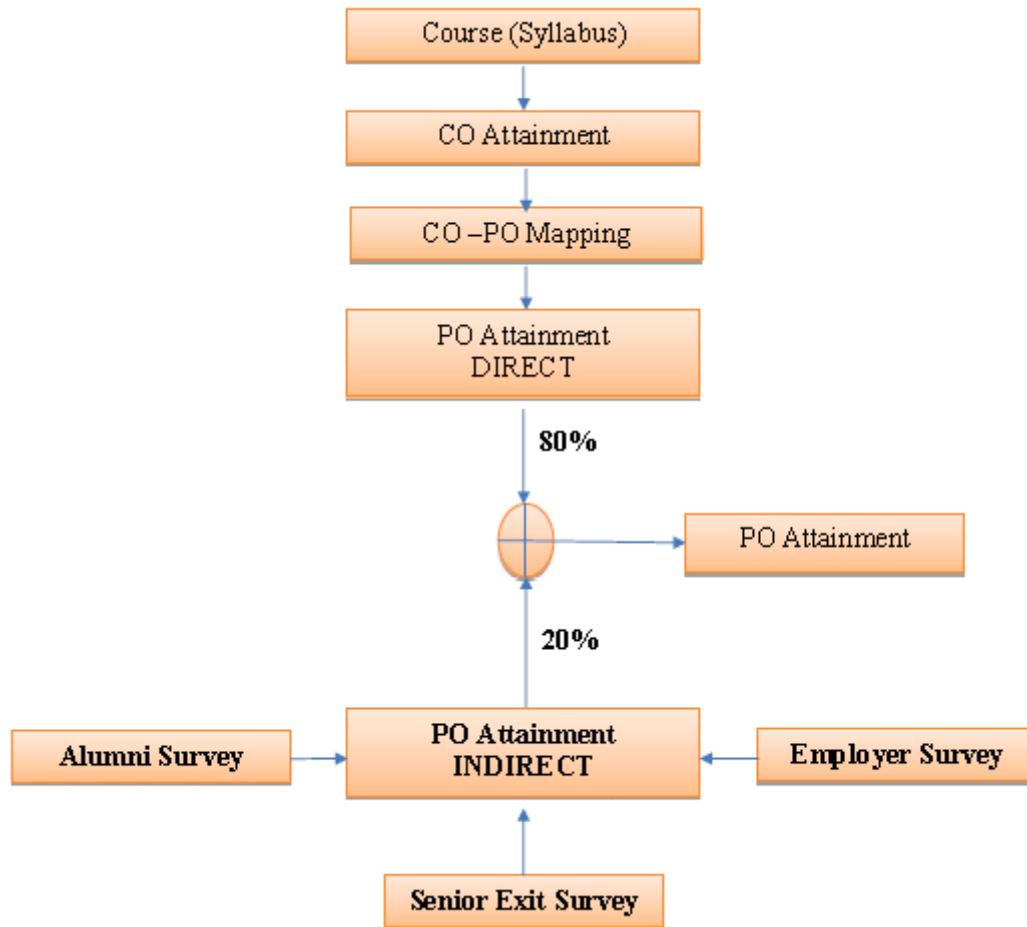 Course (Syllabus)
CO Attainment
CO –PO Mapping
PO Attainment
DIRECT
80%
PO Attainment
20%
PO Attainment
INDIRECT
Alumni Survey
Employer Survey
Senior Exit Survey